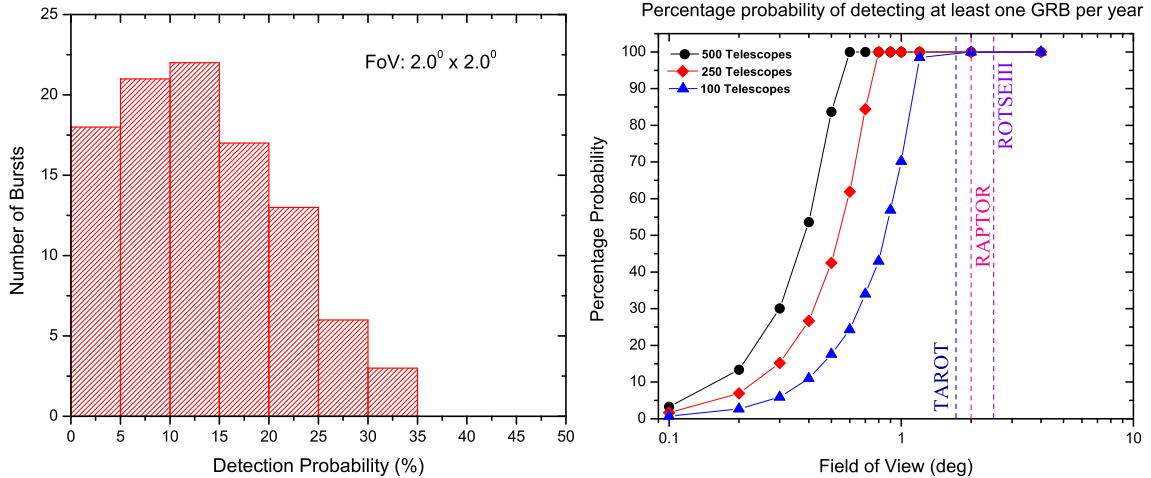 25
20
15
10
5
0
0 5 10 15 20 25 30 35 40 45 50
Number of Bursts
Detection Probability (%)
FoV: 2.0⁰ x 2.0⁰
Percentage probability of detecting at least one GRB per year
100
90
80
70
60
50
40
30
20
10
0
0.1 1 10
Percentage Probability
Field of View (deg)
500 Telescopes
250 Telescopes
100 Telescopes
TAROT
RAPTOR
ROTSEIII